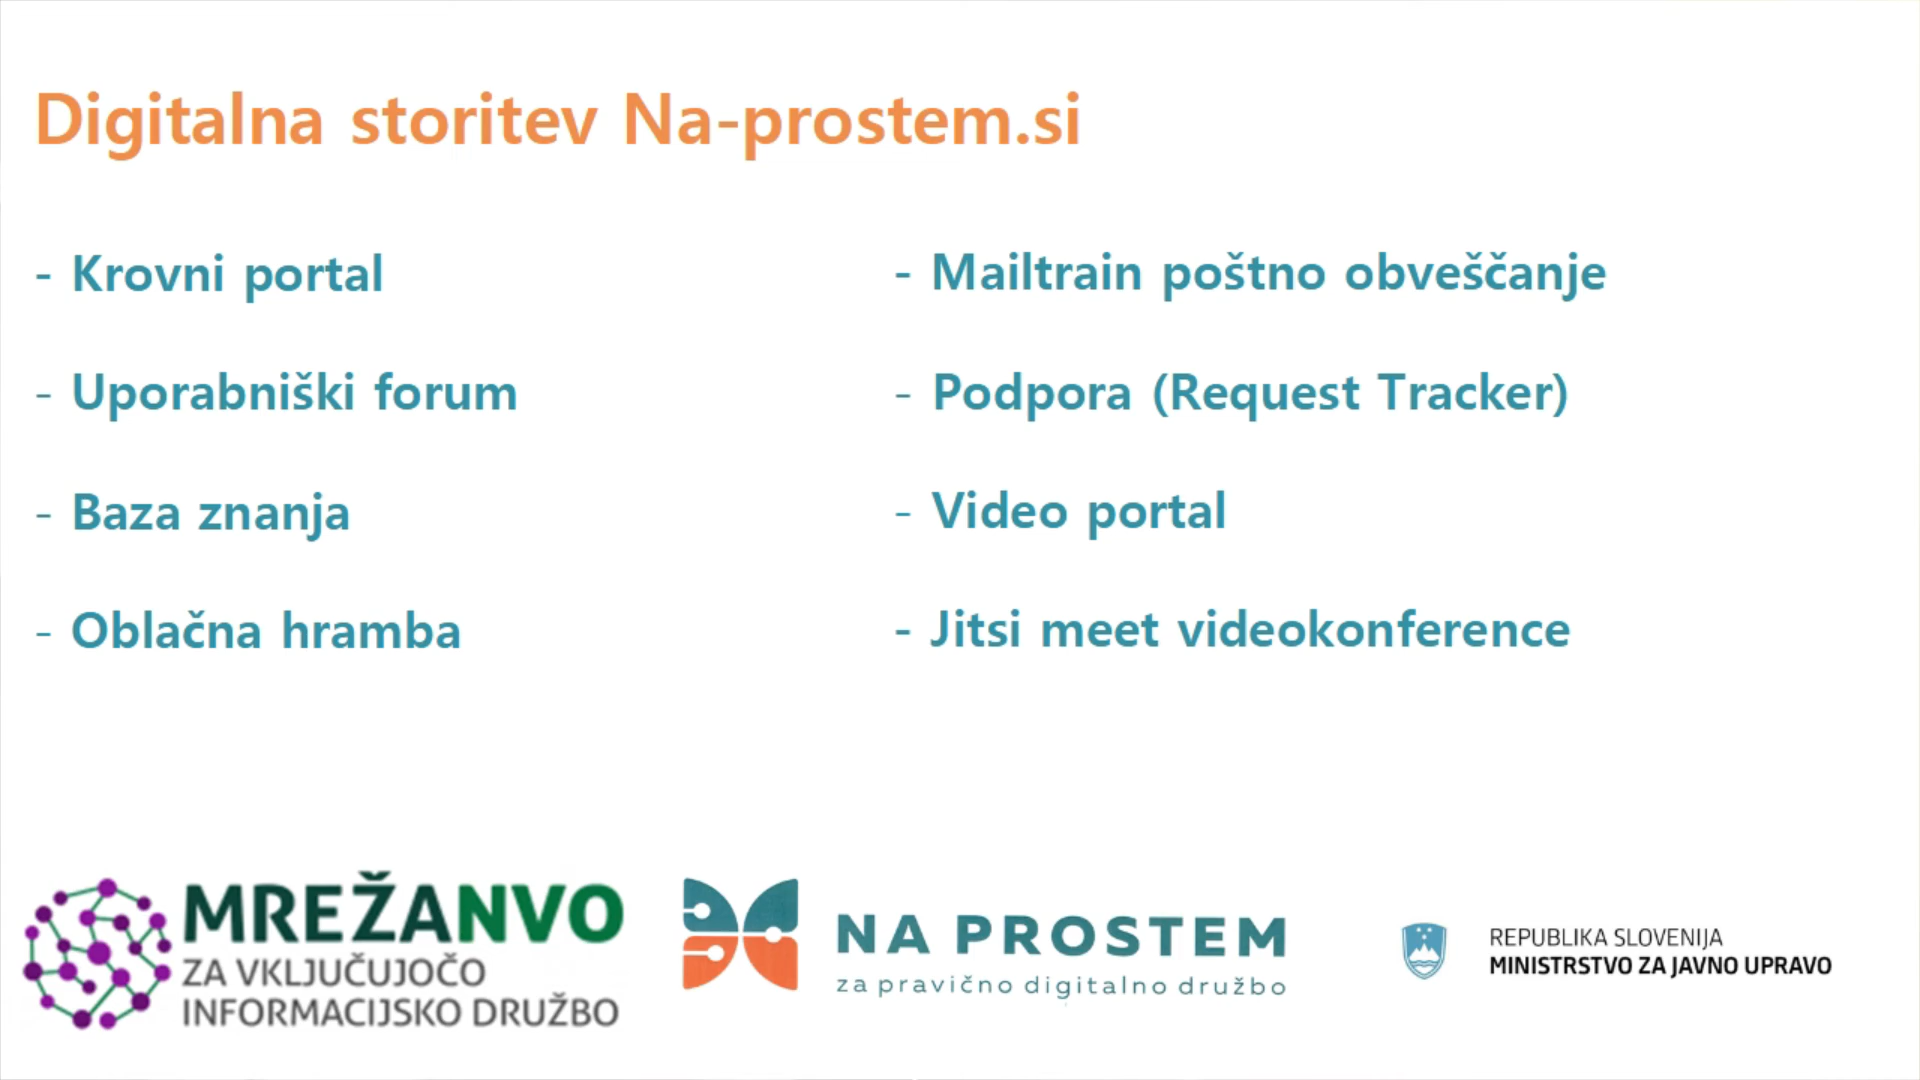 Digitalna storitev Na-prostem.si
- Krovni portal
- Uporabniški forum
- Baza znanja
- Oblačna hramba
- Mailtrain poštno obveščanje
- Podpora (Request Tracker)
- Video portal
- Jitsi meet videokonference
MREŽANVO
ZA VKLJUČUJOČO
INFORMACIJSKO DRUŽBO
NA PROSTEM
za pravično digitalno družbo
REPUBLIKA SLOVENIJA
MINISTRSTVO ZA JAVNO UPRAVO